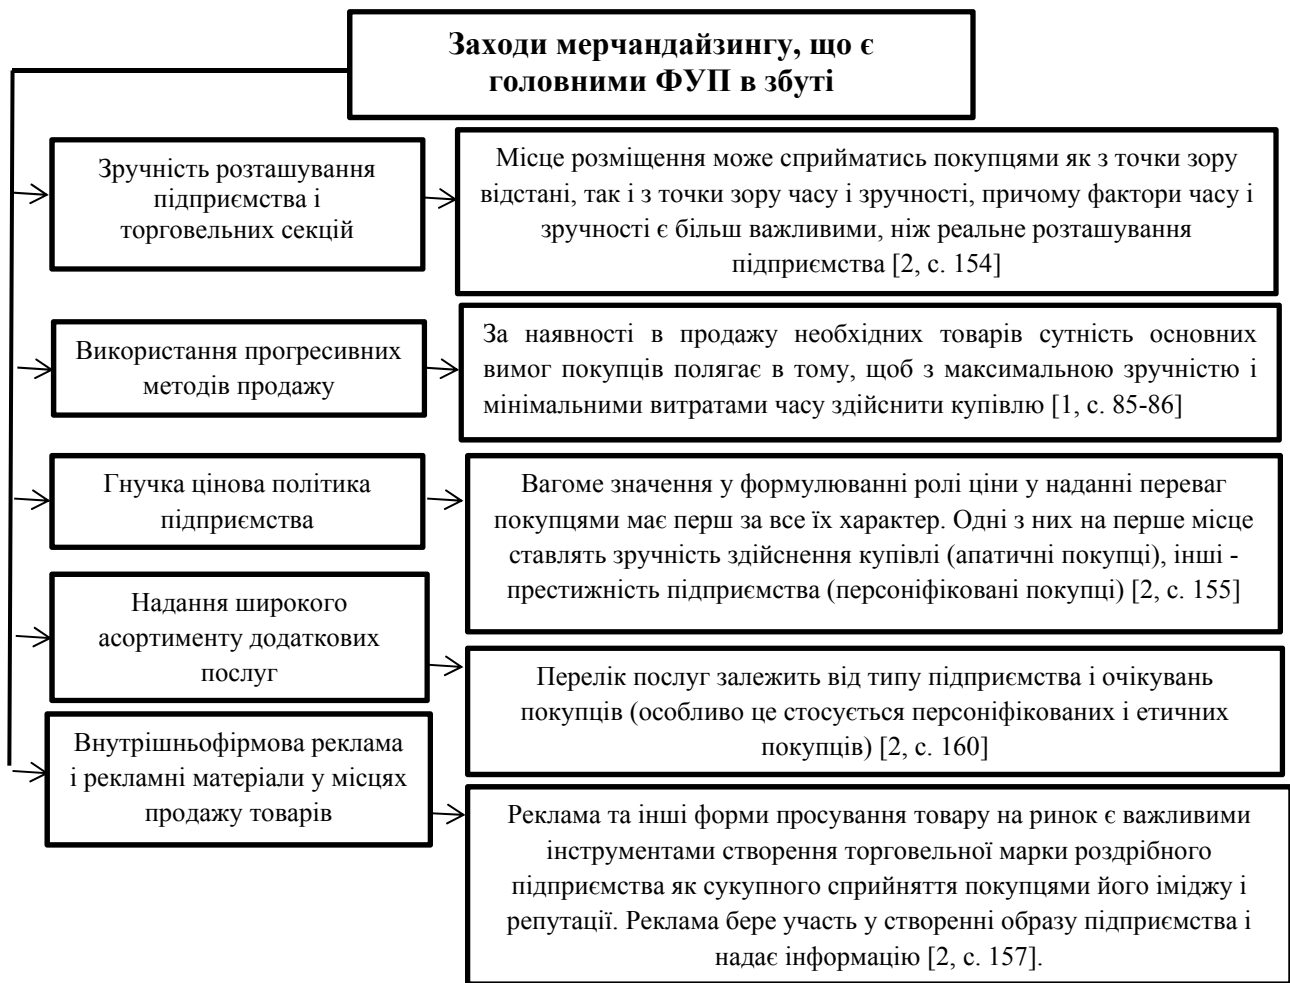 Заходи мерчандайзингу, що є
головними ФУП в збуті
Зручність розташування
підприємства і
торговельних секцій
Місце розміщення може сприйматись покупцями як з точки зору
відстані, так і з точки зору часу і зручності, причому фактори часу і
зручності є більш важливими, ніж реальне розташування
підприємства [2, с. 154]
Використання прогресивних
методів продажу
За наявності в продажу необхідних товарів сутність основних
вимог покупців полягає в тому, щоб з максимальною зручністю і
мінімальними витратами часу здійснити купівлю [1, с. 85-86]
Гнучка цінова політика
підприємства
Вагоме значення у формулюванні ролі ціни у наданні переваг
покупцями має перш за все їх характер. Одні з них на перше місце
ставлять зручність здійснення купівлі (апатичні покупці), інші -
престижність підприємства (персоніфіковані покупці) [2, с. 155]
Надання широкого
асортименту додаткових
послуг
Перелік послуг залежить від типу підприємства і очікувань
покупців (особливо це стосується персоніфікованих і етичних
покупців) [2, с. 160]
Внутрішньофірмова реклама
і рекламні матеріали у місцях
продажу товарів
Реклама та інші форми просування товару на ринок є важливими
інструментами створення торговельної марки роздрібного
підприємства як сукупного сприйняття покупцями його іміджу і
репутації. Реклама бере участь у створенні образу підприємства і
надає інформацію [2, с. 157].